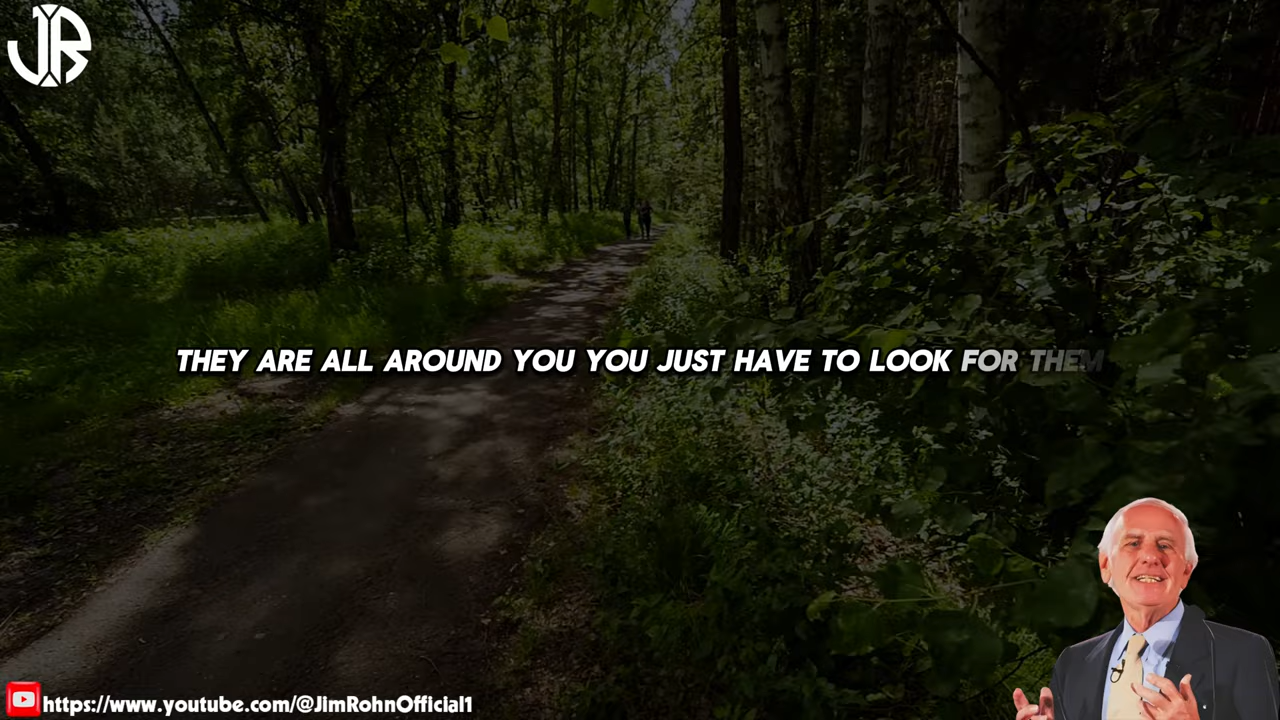 JR
THEY ARE ALL AROUND YOU YOU JUST HAVE TO LOOK FOR THEM
https://www.youtube.com/@JimRohnOfficial1